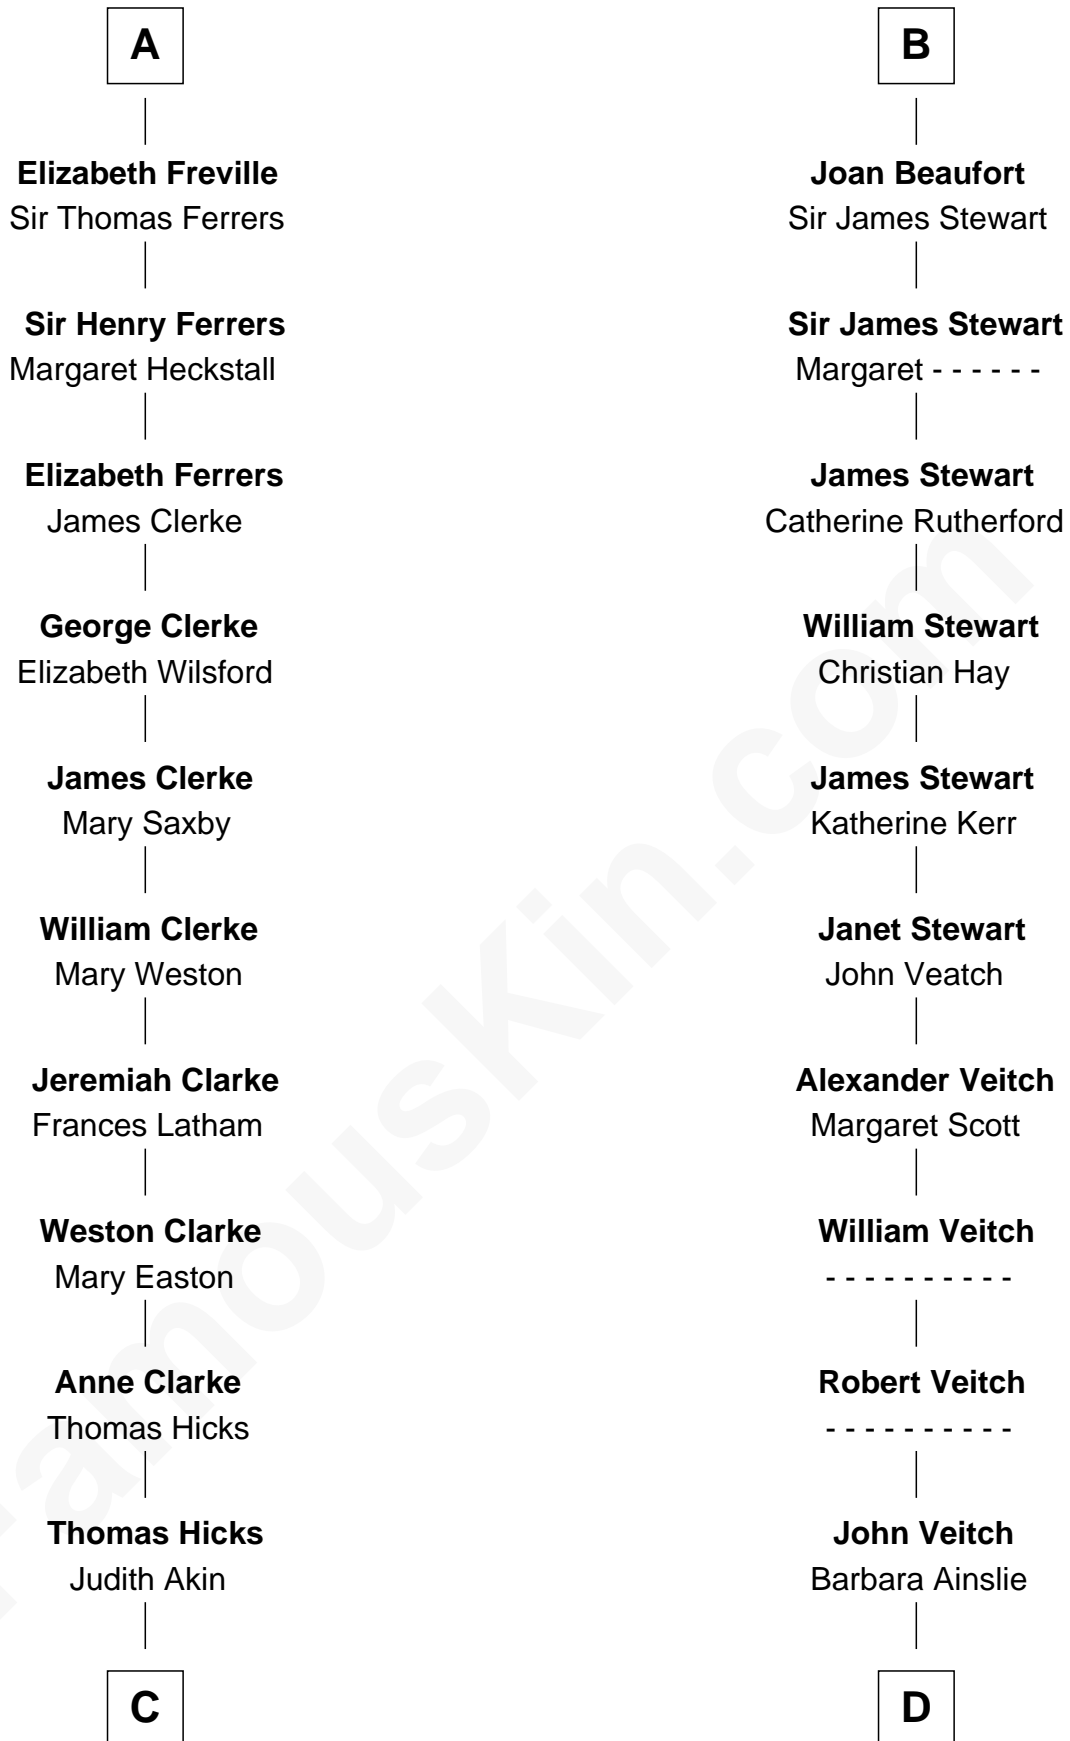 A
Elizabeth Freville
Sir Thomas Ferrers
Sir Henry Ferrers
Margaret Heckstall
Elizabeth Ferrers
James Clerke
George Clerke
Elizabeth Wilsford
James Clerke
Mary Saxby
William Clerke
Mary Weston
Jeremiah Clarke
Frances Latham
Weston Clarke
Mary Easton
Anne Clarke
Thomas Hicks
Thomas Hicks
Judith Akin
C
B
Joan Beaufort
Sir James Stewart
Sir James Stewart
Margaret - - - - - -
James Stewart
Catherine Rutherford
William Stewart
Christian Hay
James Stewart
Katherine Kerr
Janet Stewart
John Veatch
Alexander Veitch
Margaret Scott
William Veitch
- - - - - - - - - -
Robert Veitch
- - - - - - - - - -
John Veitch
Barbara Ainslie
D
FamousKin.com